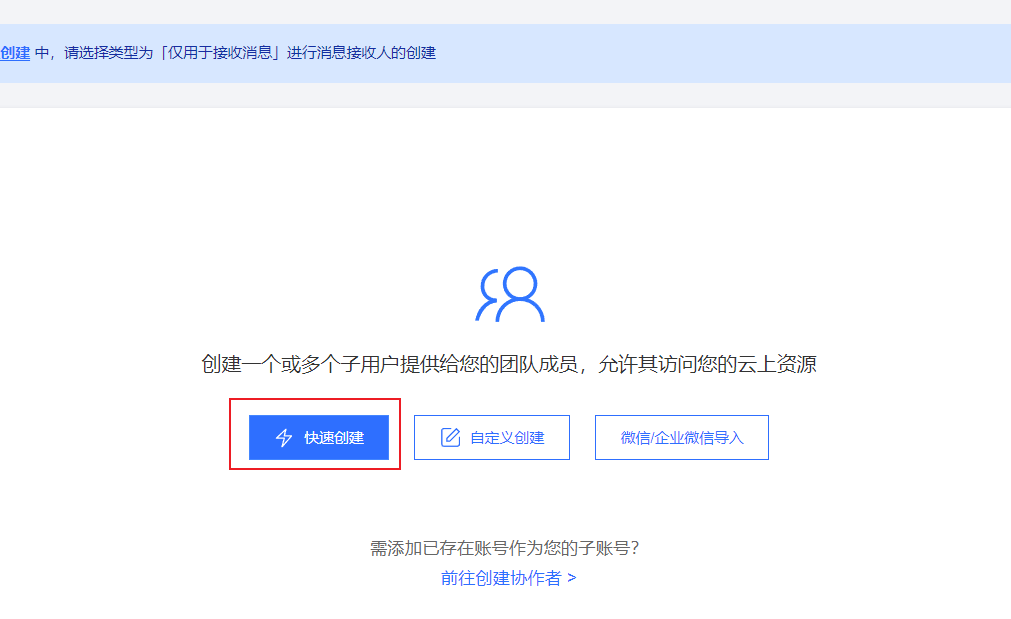 创建 中，请选择类型为「仅用于接收消息」进行消息接收人的创建
创建一个或多个子用户提供给您的团队成员，允许其访问您的云上资源
快速创建 自定义创建 微信/企业微信导入
需添加已存在账号作为您的子账号?
前往创建协作者 >